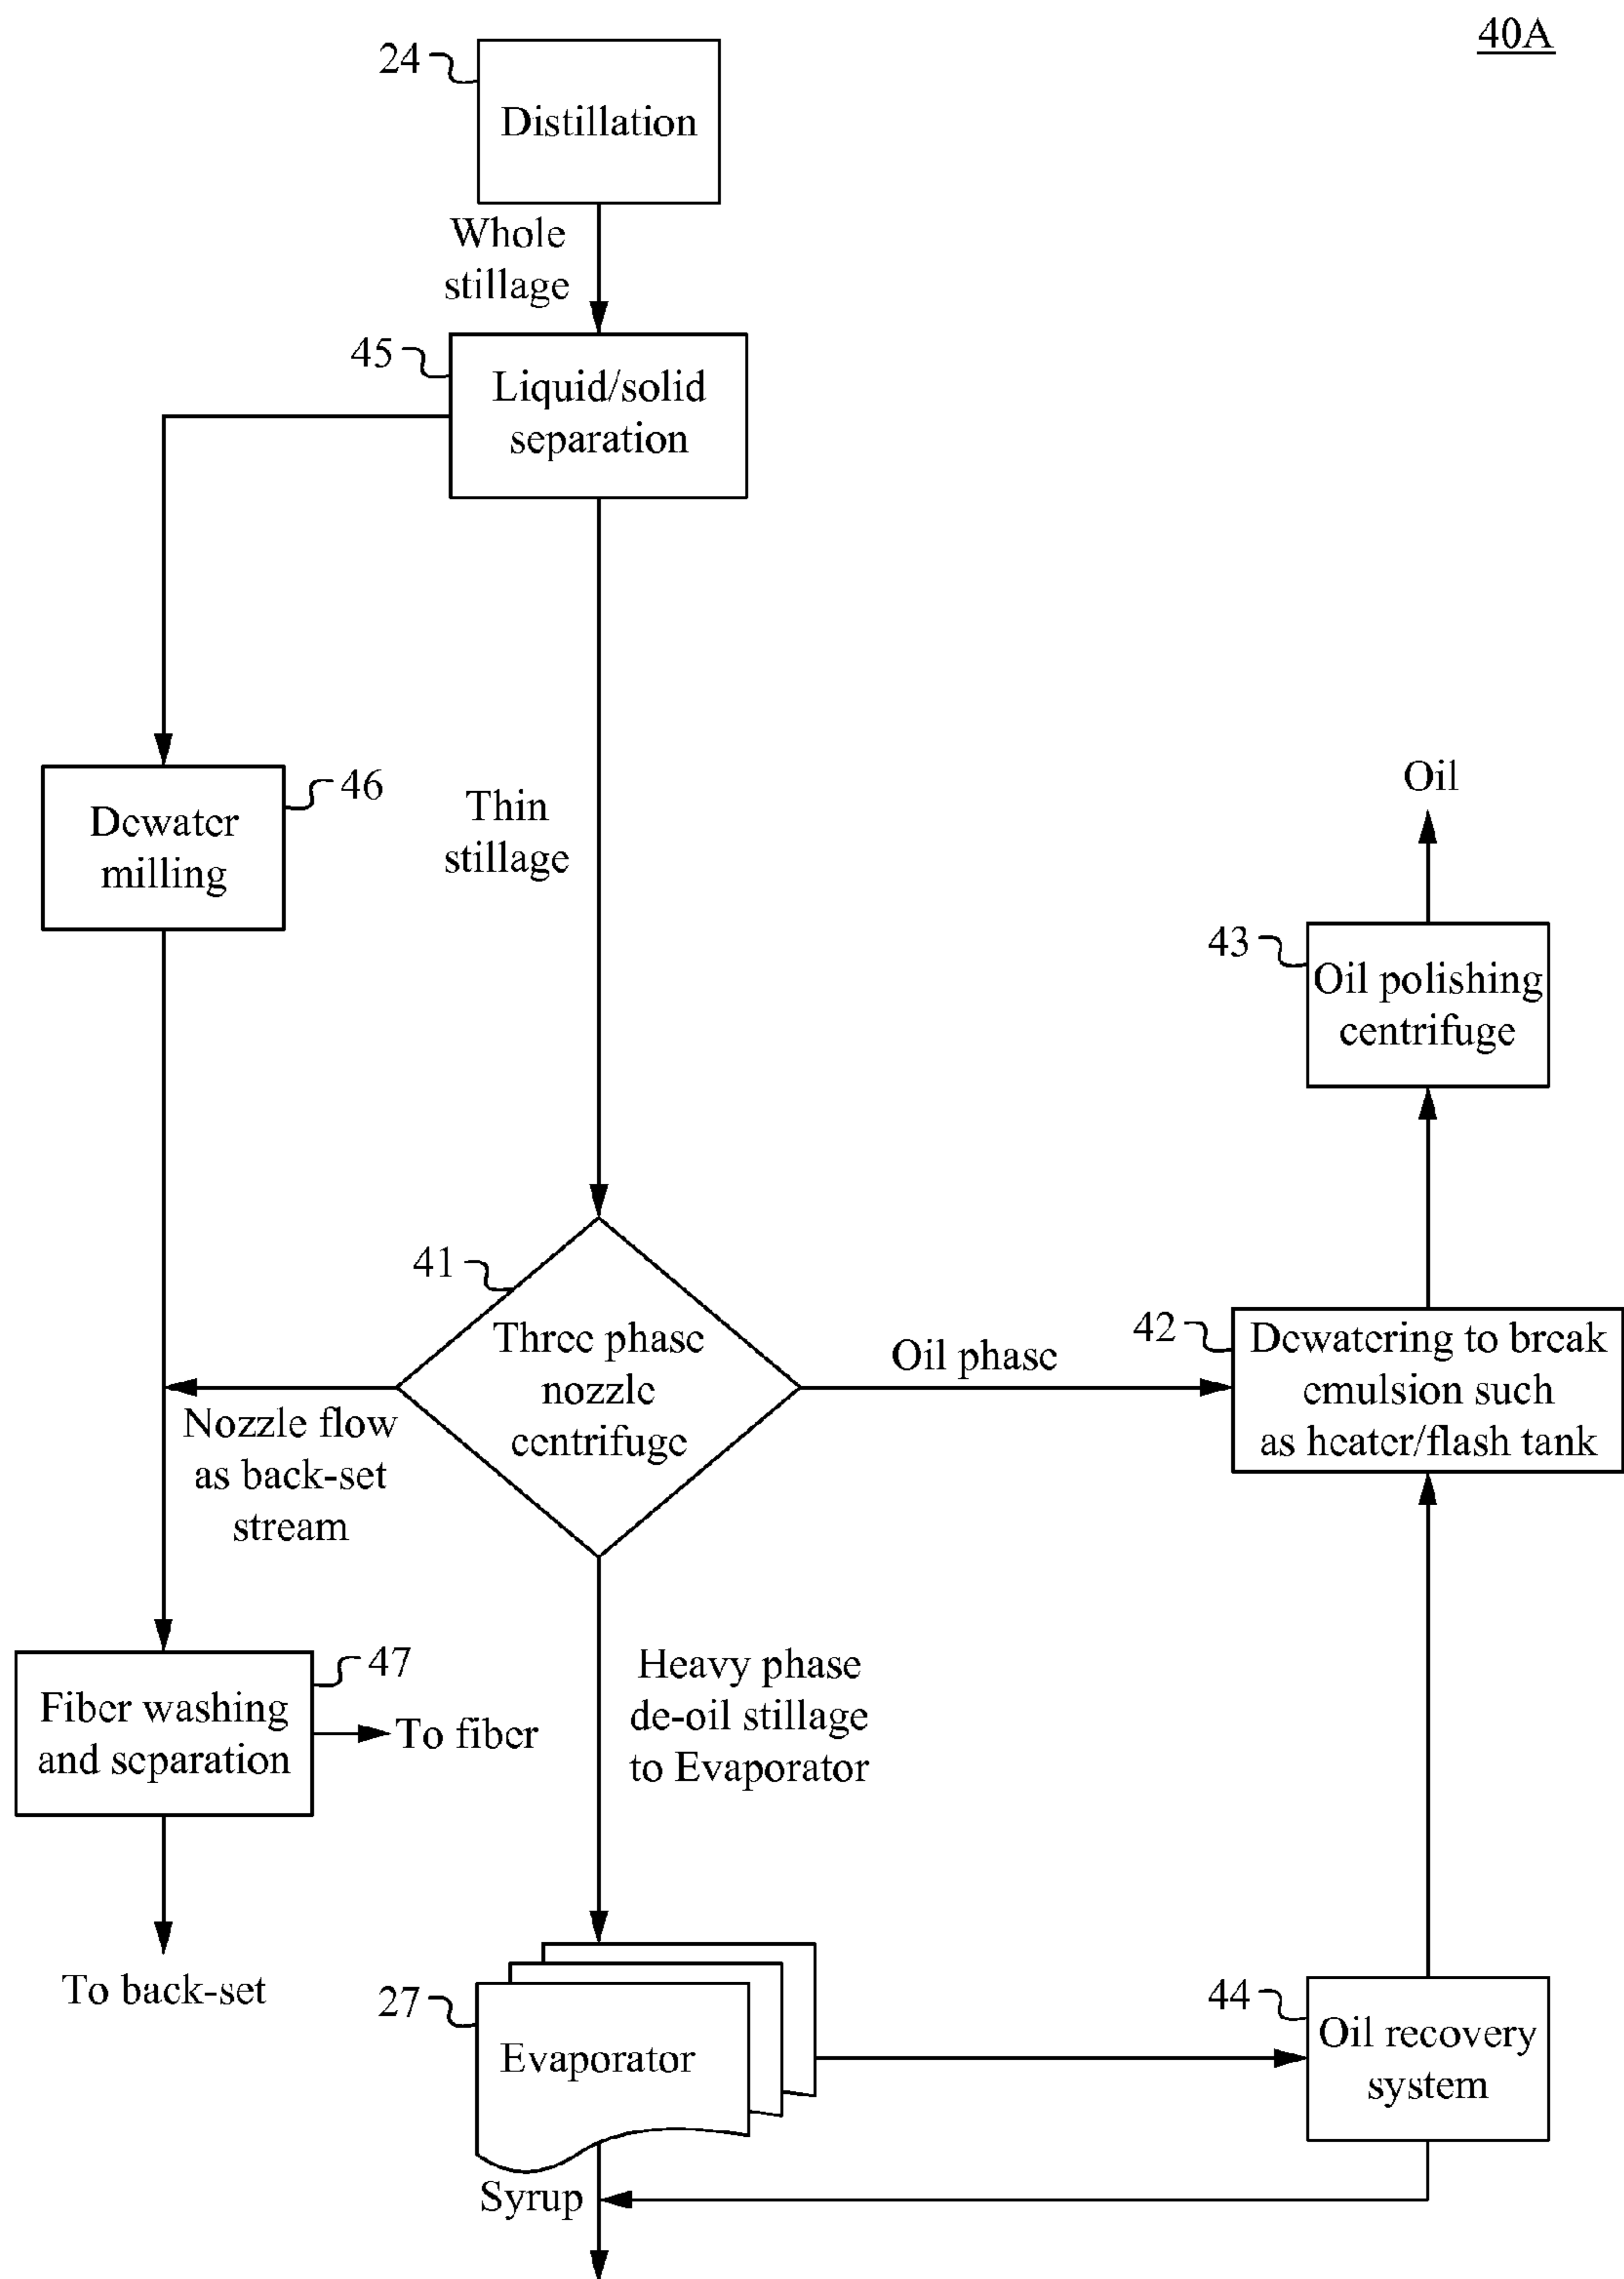 40A
24
Distillation
Whole
stillage
45
Liquid/solid
separation
46
Dewater
milling
Thin
stillage
Oil
43
Oil polishing
centrifuge
41
Three phase
nozzle
centrifuge
Oil phase
42
Dewatering to break
emulsion such
as heater/flash tank
Nozzle flow
as back-set
stream
47
Fiber washing
and separation
To fiber
Heavy phase
de-oil stillage
to Evaporator
To back-set
27
Evaporator
44
Oil recovery
system
Syrup